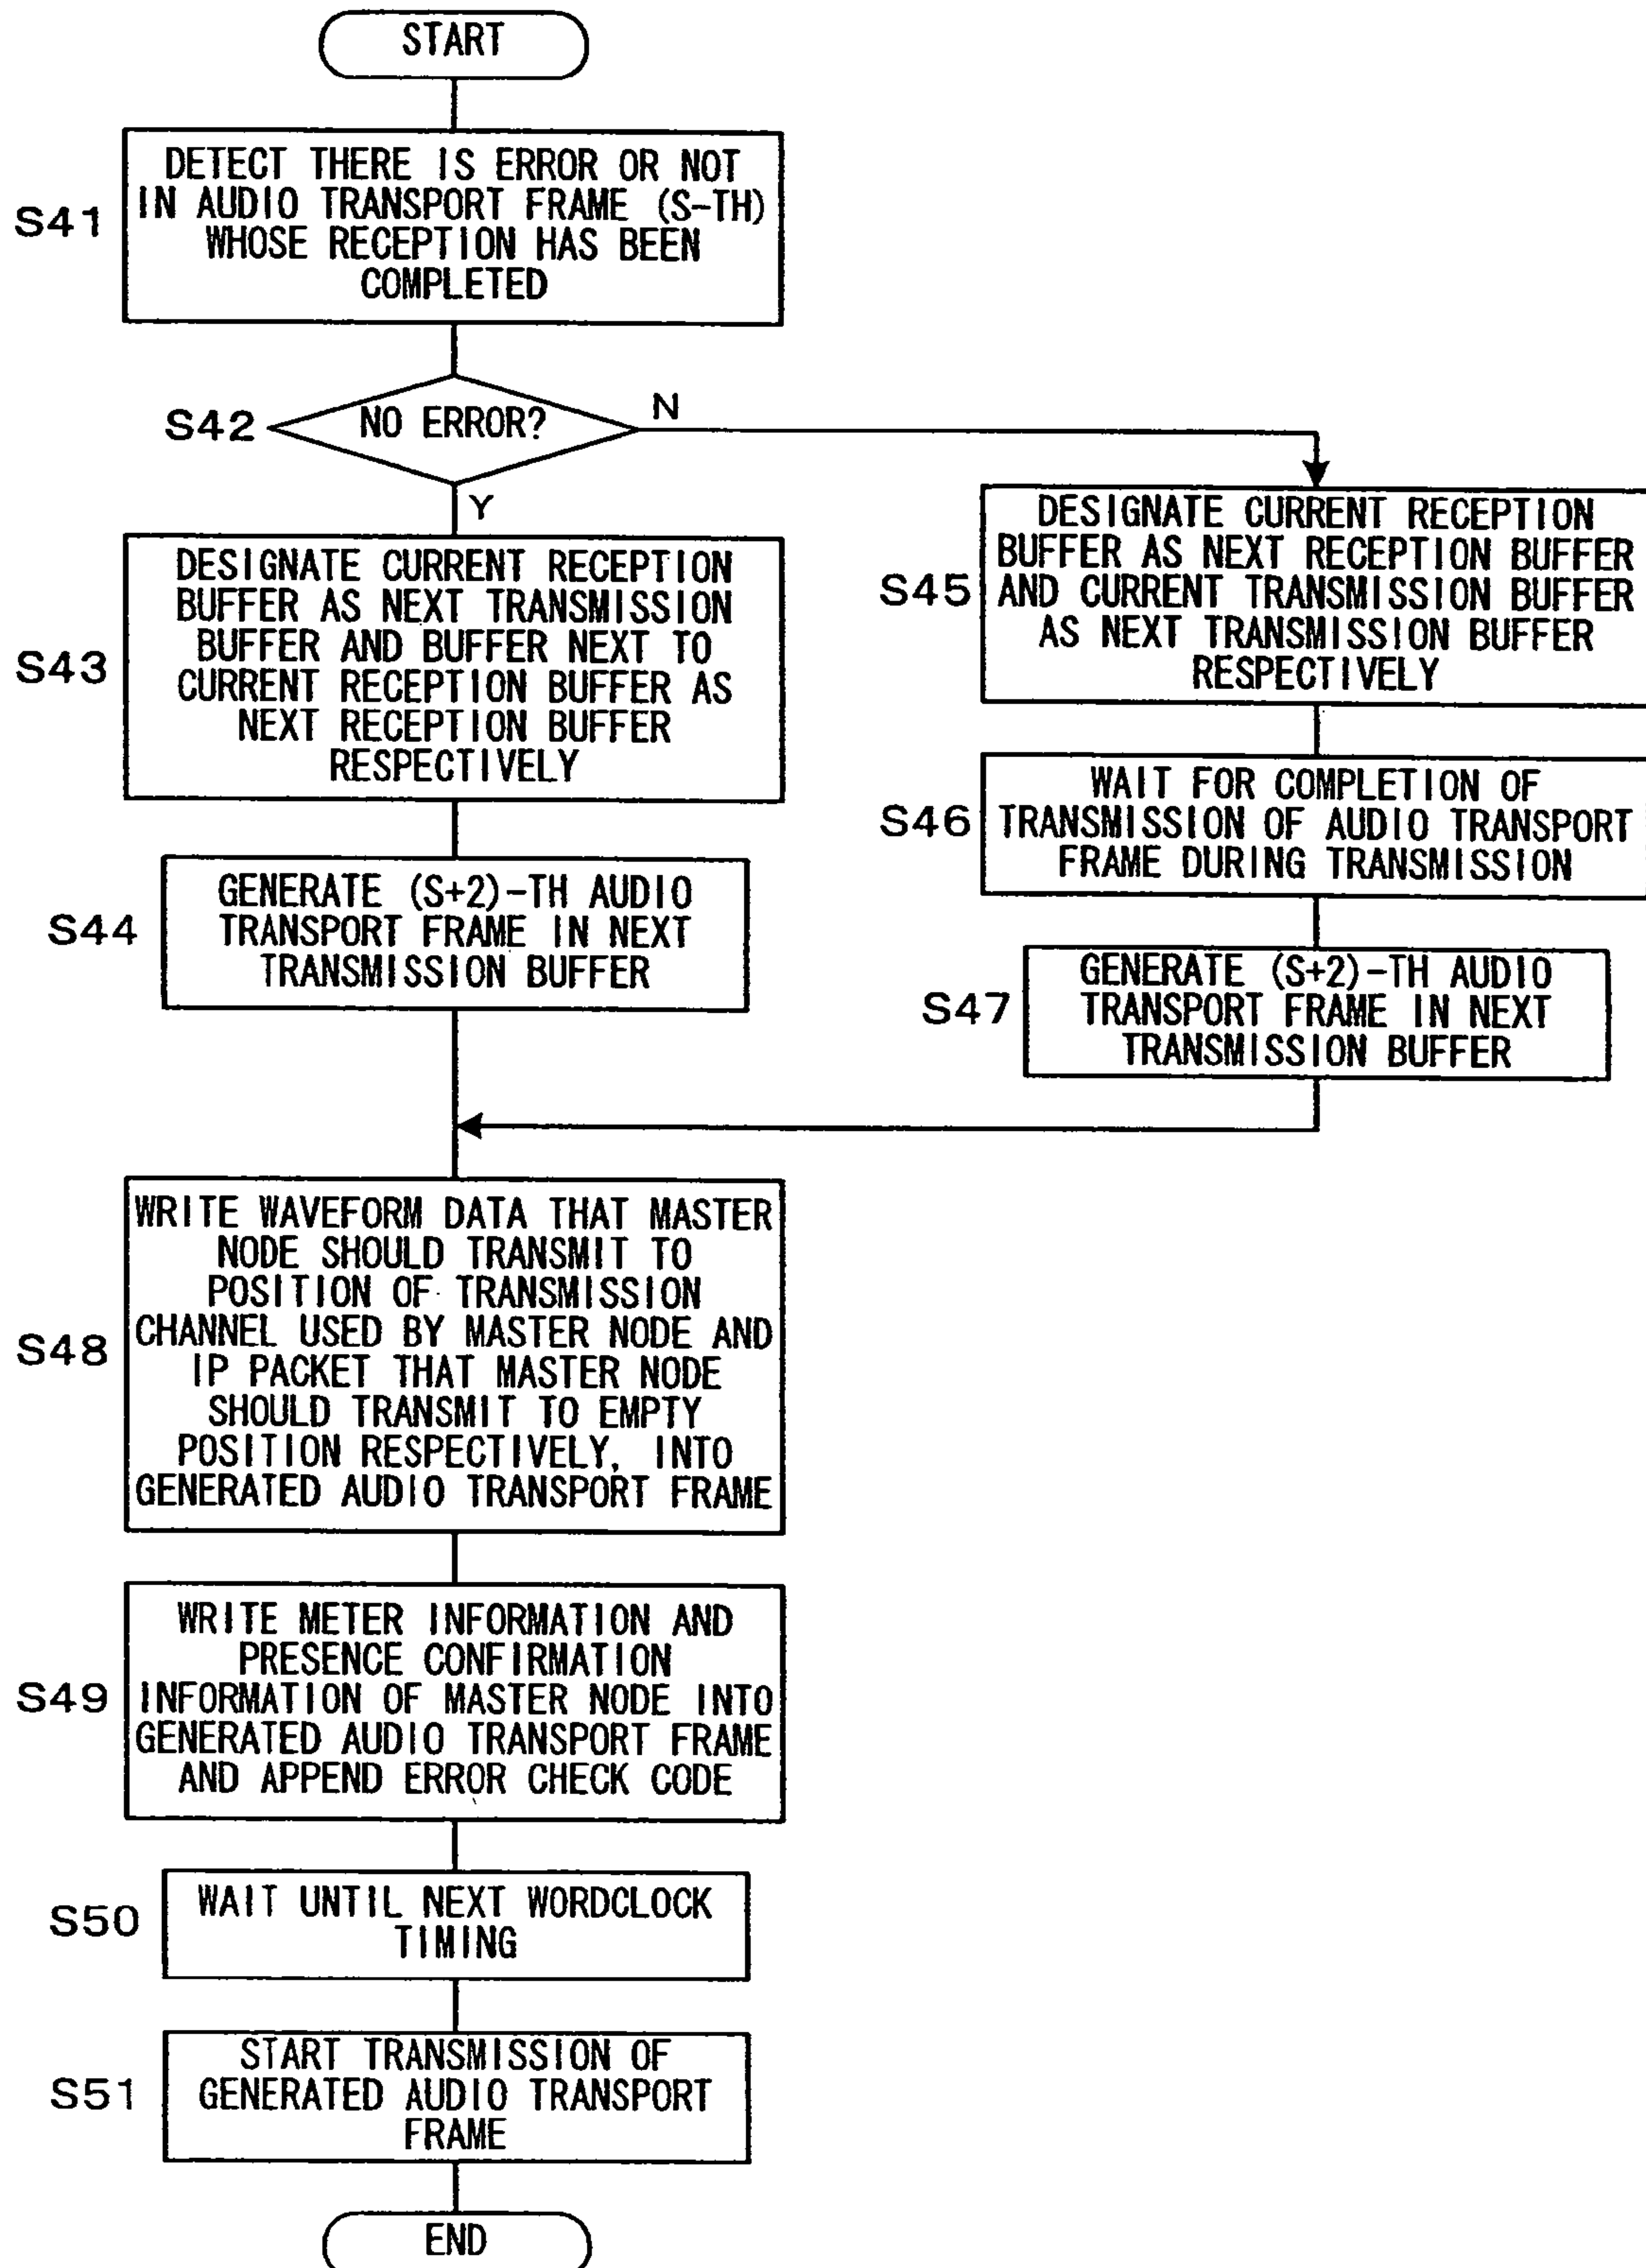 START
S41
DETECT THERE IS ERROR OR NOT
IN AUDIO TRANSPORT FRAME (S-TH)
WHOSE RECEPTION HAS BEEN
COMPLETED
S42
NO ERROR?
N
Y
S43
DESIGNATE CURRENT RECEPTION
BUFFER AS NEXT TRANSMISSION
BUFFER AND BUFFER NEXT TO
CURRENT RECEPTION BUFFER AS
NEXT RECEPTION BUFFER
RESPECTIVELY
S44
GENERATE (S+2)-TH AUDIO
TRANSPORT FRAME IN NEXT
TRANSMISSION BUFFER
S45
DESIGNATE CURRENT RECEPTION
BUFFER AS NEXT RECEPTION BUFFER
AND CURRENT TRANSMISSION BUFFER
AS NEXT TRANSMISSION BUFFER
RESPECTIVELY
S46
WAIT FOR COMPLETION OF
TRANSMISSION OF AUDIO TRANSPORT
FRAME DURING TRANSMISSION
S47
GENERATE (S+2)-TH AUDIO
TRANSPORT FRAME IN NEXT
TRANSMISSION BUFFER
S48
WRITE WAVEFORM DATA THAT MASTER
NODE SHOULD TRANSMIT TO
POSITION OF TRANSMISSION
CHANNEL USED BY MASTER NODE AND
IP PACKET THAT MASTER NODE
SHOULD TRANSMIT TO EMPTY
POSITION RESPECTIVELY, INTO
GENERATED AUDIO TRANSPORT FRAME
S49
WRITE METER INFORMATION AND
PRESENCE CONFIRMATION
INFORMATION OF MASTER NODE INTO
GENERATED AUDIO TRANSPORT FRAME
AND APPEND ERROR CHECK CODE
S50
WAIT UNTIL NEXT WORDCLOCK
TIMING
S51
START TRANSMISSION OF
GENERATED AUDIO TRANSPORT
FRAME
END